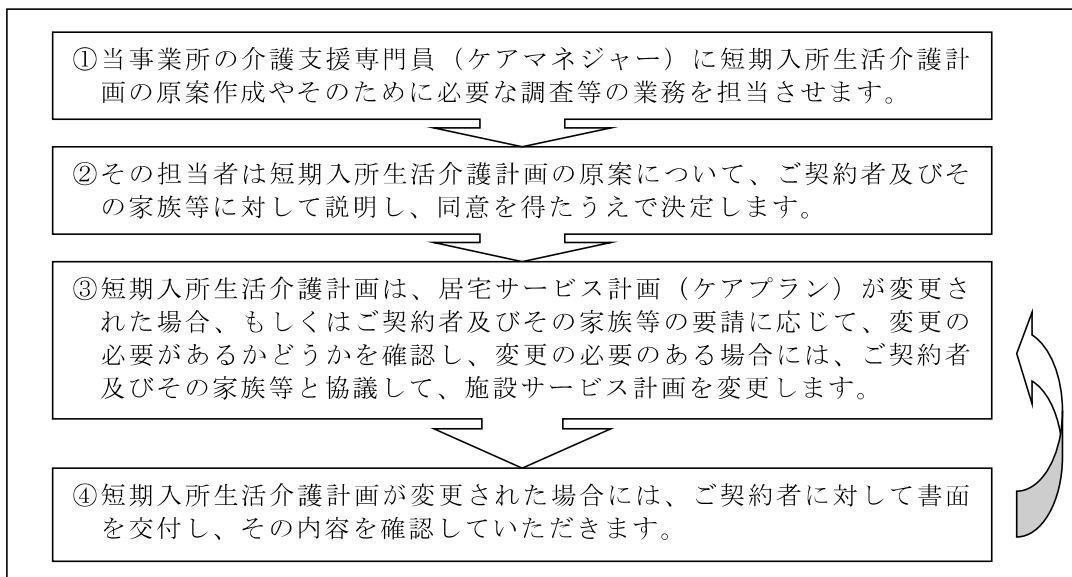 ①当事業所の介護支援専門員（ケアマネジャー）に短期入所生活介護計
画の原案作成やそのために必要な調査等の業務を担当させます。
②その担当者は短期入所生活介護計画の原案について、ご契約者及びそ
の家族等に対して説明し、同意を得たうえで決定します。
③短期入所生活介護計画は、居宅サービス計画（ケアプラン）が変更さ
れた場合、もしくはご契約者及びその家族等の要請に応じて、変更の
必要があるかどうかを確認し、変更の必要のある場合には、ご契約者
及びその家族等と協議して、施設サービス計画を変更します。
④短期入所生活介護計画が変更された場合には、ご契約者に対して書面
を交付し、その内容を確認していただきます。